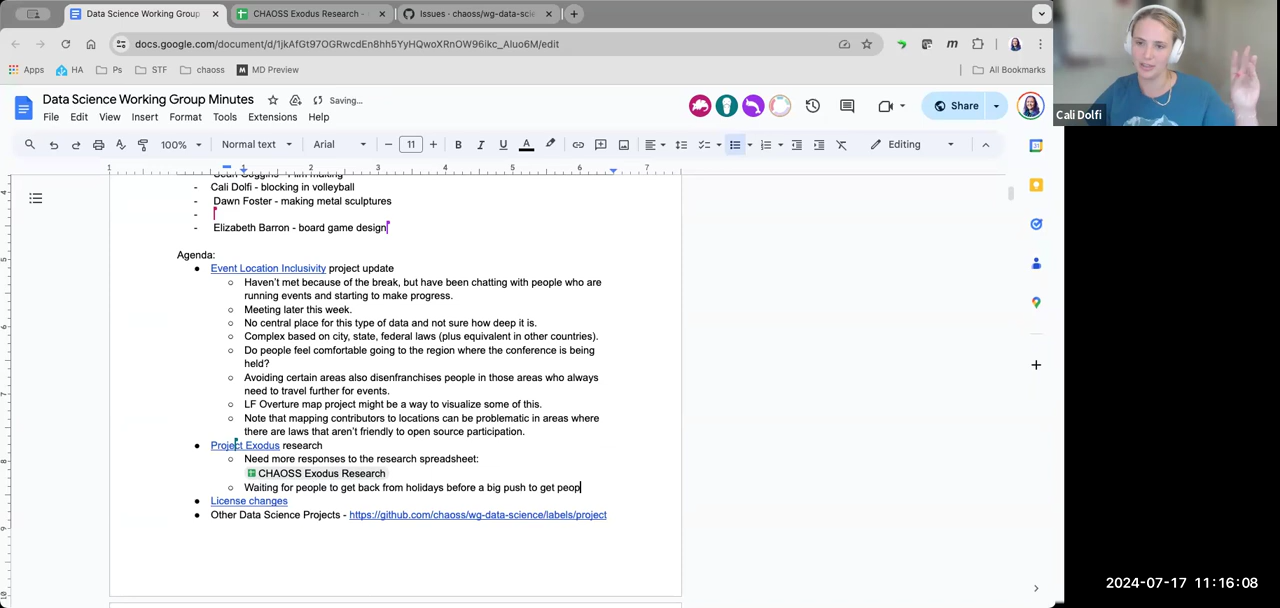 Data Science Working Group
CHAOSS Exodus Research -
Issues · chaoss/wg-data-scie
docs.google.com/document/d/1jkAfGt97OGRwcdEn8hh5YyHQwoXRnOW96ikc_Aluo6M/edit
Apps
HA
Ps
STF
chaoss
MD Preview
All Bookmarks
Data Science Working Group Minutes
Saving...
File Edit View Insert Format Tools Extensions Help
Share
100%
Normal text
Arial
11
B I U A
Editing
1 1 2 3 4 5 6 7
- Cali Dolfi - blocking in volleyball
- Dawn Foster - making metal sculptures
-
- Elizabeth Barron - board game design
Agenda:
● Event Location Inclusivity project update
○ Haven't met because of the break, but have been chatting with people who are
running events and starting to make progress.
○ Meeting later this week.
○ No central place for this type of data and not sure how deep it is.
○ Complex based on city, state, federal laws (plus equivalent in other countries).
○ Do people feel comfortable going to the region where the conference is being
held?
○ Avoiding certain areas also disenfranchises people in those areas who always
need to travel further for events.
○ LF Overture map project might be a way to visualize some of this.
○ Note that mapping contributors to locations can be problematic in areas where
there are laws that aren't friendly to open source participation.
● Project Exodus research
○ Need more responses to the research spreadsheet:
CHAOSS Exodus Research
○ Waiting for people to get back from holidays before a big push to get peop
● License changes
● Other Data Science Projects - https://github.com/chaoss/wg-data-science/labels/project
Cali Dolfi
2024-07-17 11:16:08